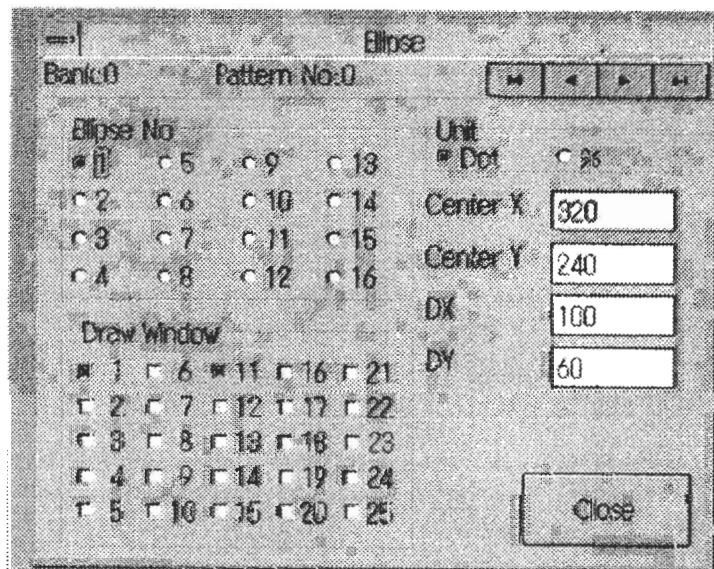 Ellipse
Bank:0 Pattern No:0
Ellipse No
1 5 9 13
2 6 10 14
3 7 11 15
4 8 12 16
Unit
Dot
Center X 320
Center Y 240
DX 100
DY 60
Draw Window
1 6 11 16 21
2 7 12 17 22
3 8 13 18 23
4 9 14 19 24
5 10 15 20 25
Close